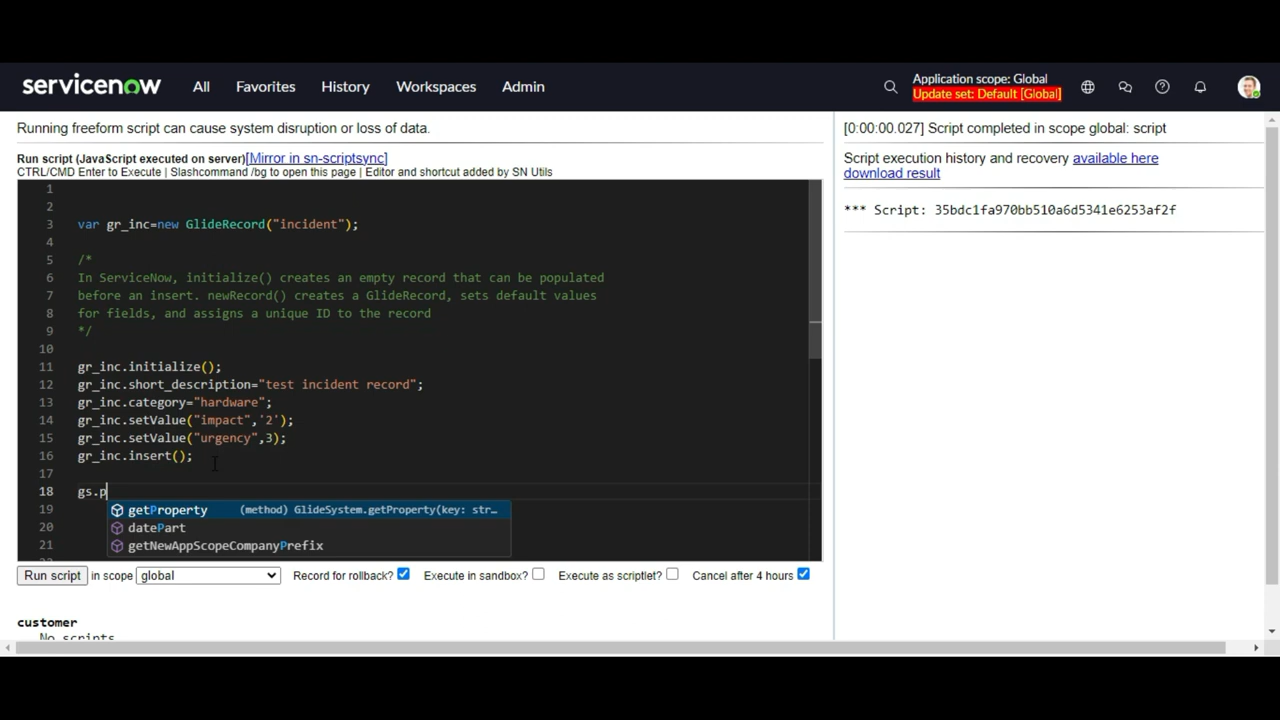 servicenow All Favorites History Workspaces Admin Application scope: Global
Update set: Default [Global]
Running freeform script can cause system disruption or loss of data.
Run script (JavaScript executed on server)[Mirror in sn-scriptsync]
CTRL/CMD Enter to Execute | Slashcommand /bg to open this page | Editor and shortcut added by SN Utils
1
2
3 var gr_inc=new GlideRecord("incident");
4
5 /*
6 In ServiceNow, initialize() creates an empty record that can be populated
7 before an insert. newRecord() creates a GlideRecord, sets default values
8 for fields, and assigns a unique ID to the record
9 */
10
11 gr_inc.initialize();
12 gr_inc.short_description="test incident record";
13 gr_inc.category="hardware";
14 gr_inc.setValue("impact",'2');
15 gr_inc.setValue("urgency",3);
16 gr_inc.insert();
17
18 gs.p
19 getProperty (method) GlideSystem.getProperty(key: str…
20 datePart
21 getNewAppScopeCompanyPrefix
Run script in scope global Record for rollback? Execute in sandbox? Execute as scriptlet? Cancel after 4 hours
customer
No scripts
[0:00:00.027] Script completed in scope global: script
Script execution history and recovery available here
download result
*** Script: 35bdc1fa970bb510a6d5341e6253af2f